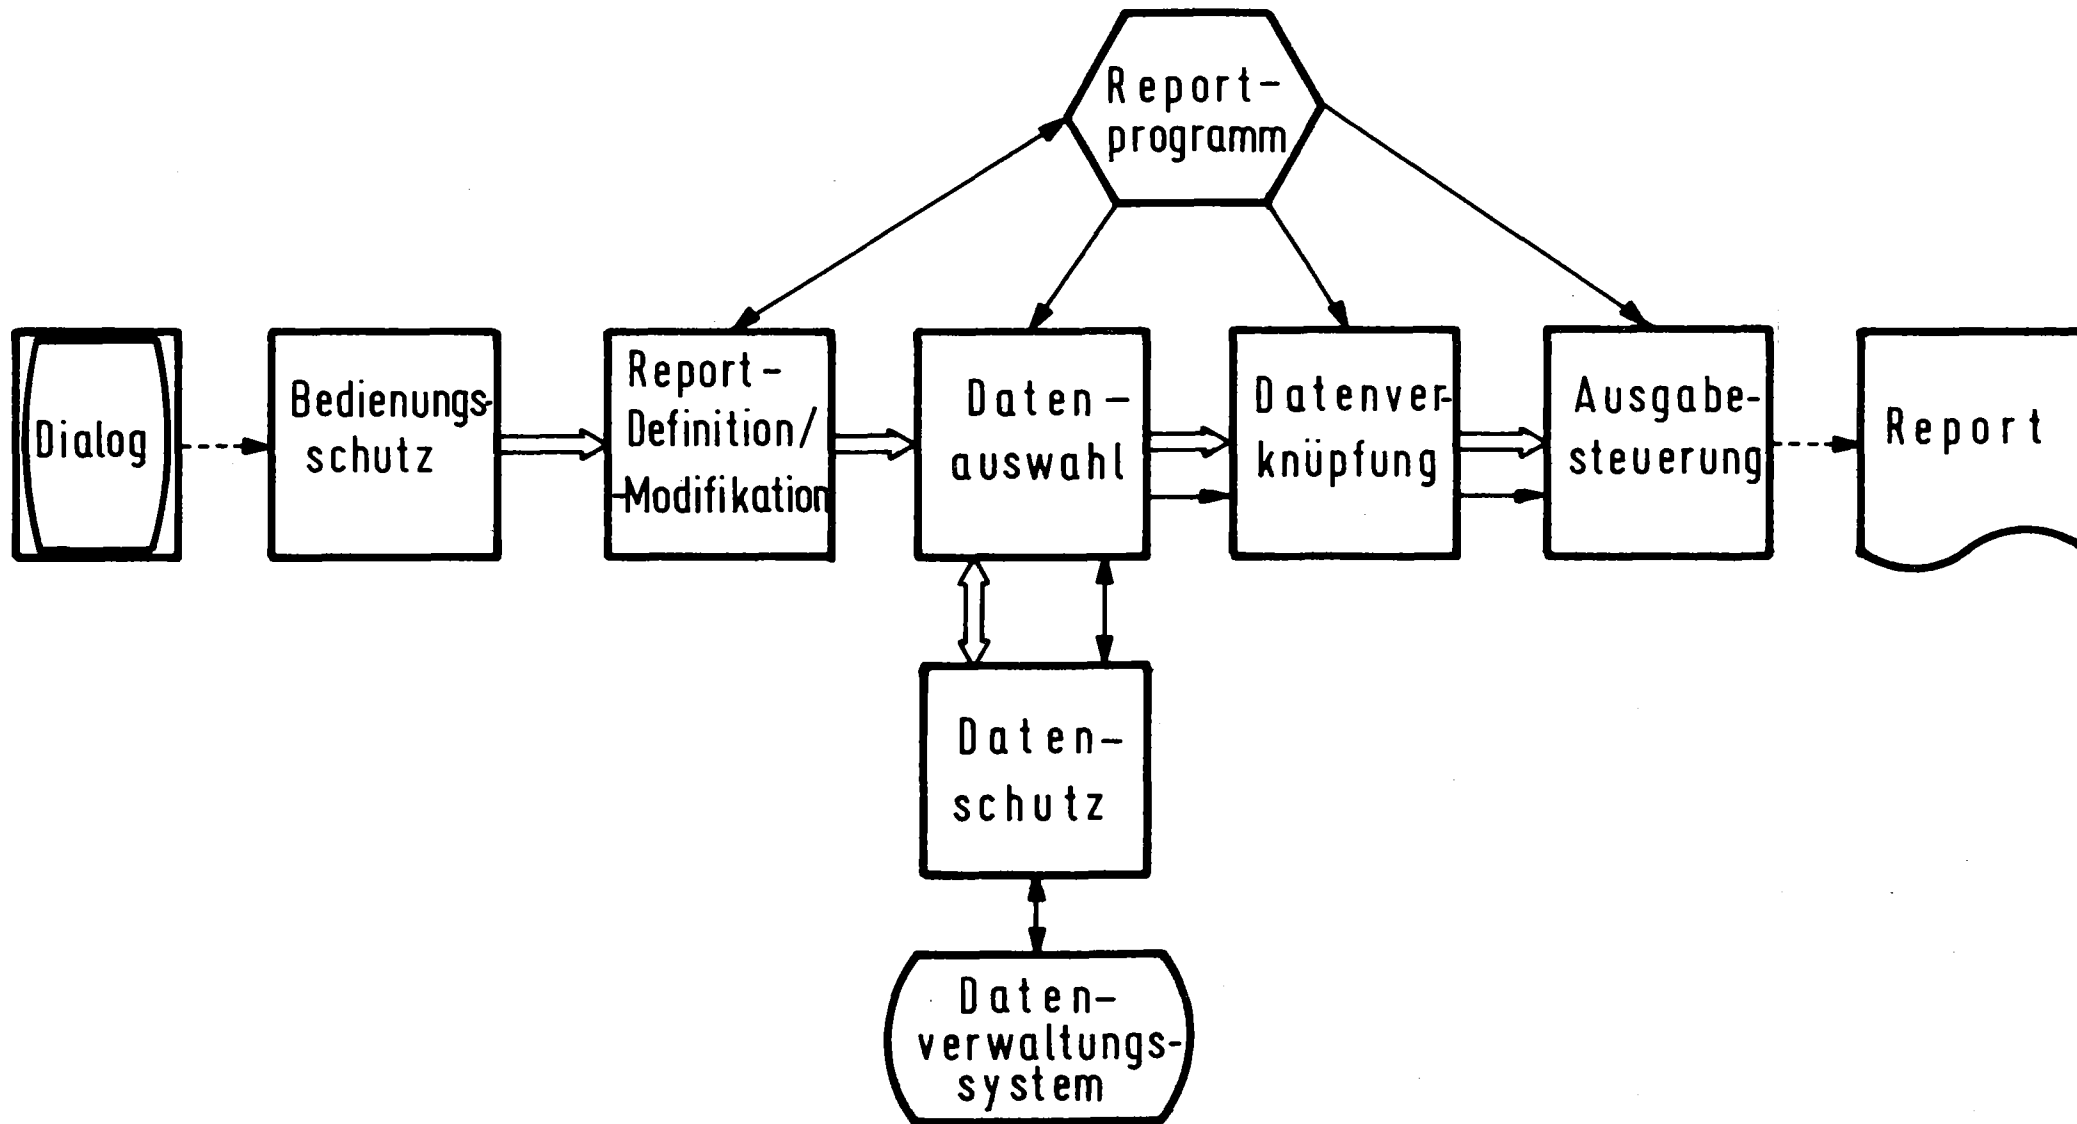 Report-
programm
Dialog
Bedienungs-
schutz
Report-
Definition/
-Modifikation
Daten-
auswahl
Datenver-
knüpfung
Ausgabe-
steuerung
Report
Daten-
schutz
Daten-
verwaltungs-
system